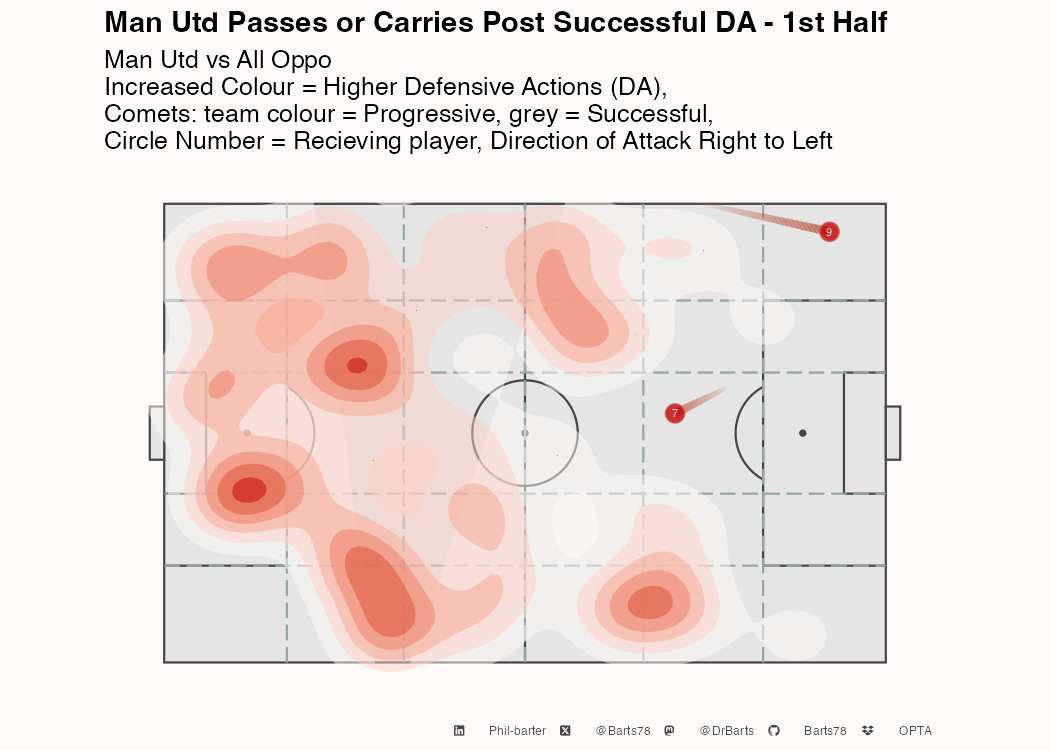 Man Utd Passes or Carries Post Successful DA - 1st Half
Man Utd vs All Oppo
Increased Colour = Higher Defensive Actions (DA),
Comets: team colour = Progressive, grey = Successful,
Circle Number = Recieving player, Direction of Attack Right to Left
9
7
Phil-barter @Barts78 @DrBarts Barts78 OPTA